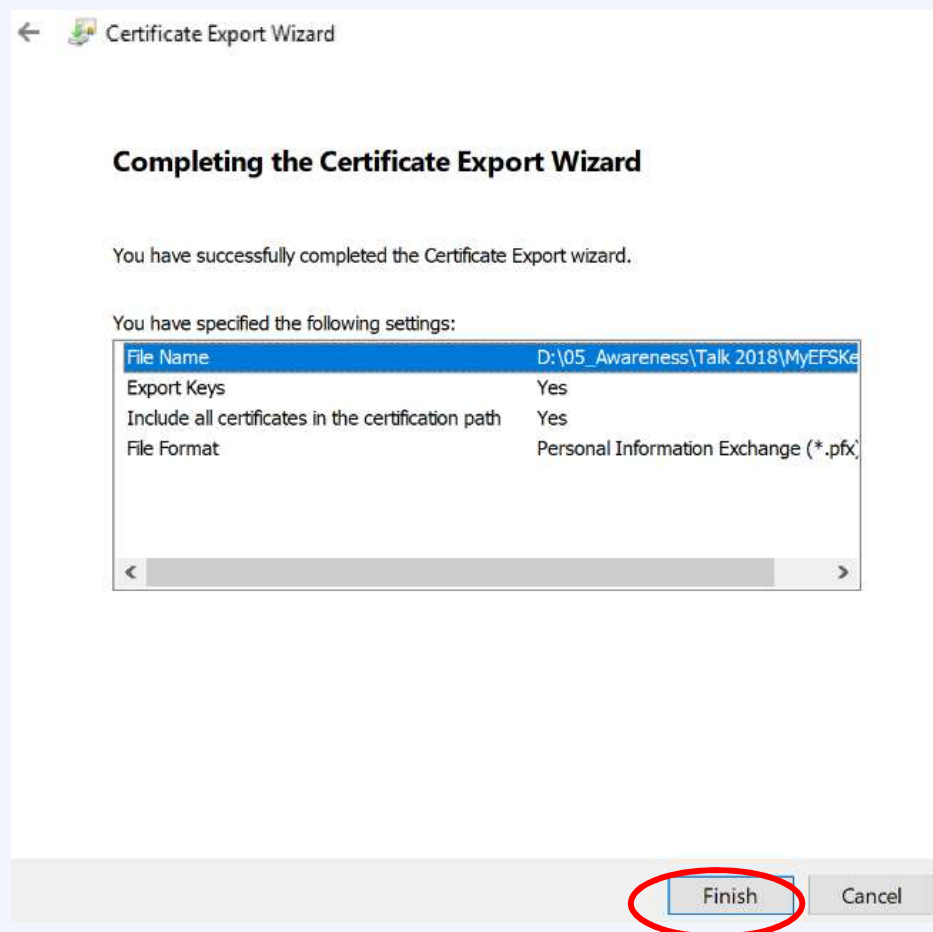 Certificate Export Wizard
Completing the Certificate Export Wizard
You have successfully completed the Certificate Export wizard.
You have specified the following settings:
File Name D:\05_Awareness\Talk 2018\MyEFSKe
Export Keys Yes
Include all certificates in the certification path Yes
File Format Personal Information Exchange (*.pfx)
Finish Cancel